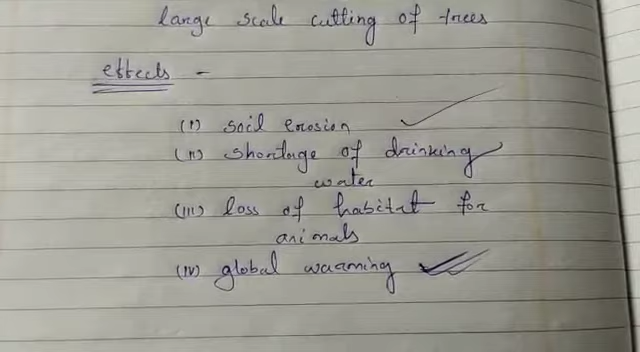 large scale cutting of trees
effects -
(i) soil erosion
(ii) shortage of drinking
water
(iii) loss of habitat for
animals
(iv) global warming